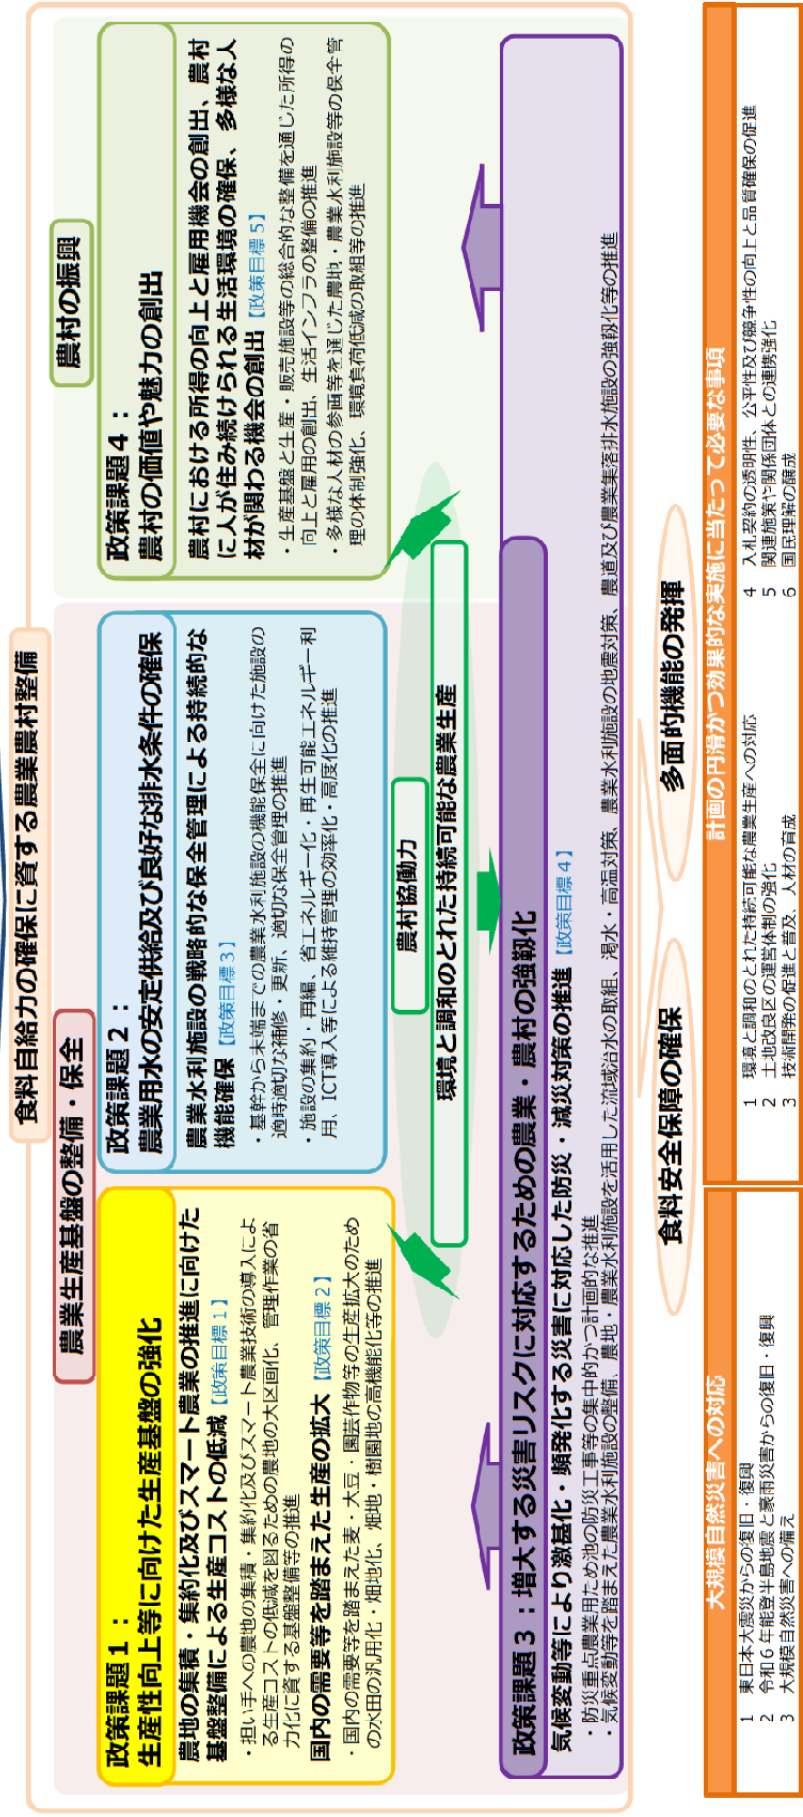 食料自給力の確保に資する農業農村整備
農業生産基盤の整備・保全
農村の振興
政策課題１：
生産性向上等に向けた生産基盤の強化
農地の集積・集約化及びスマート農業の推進に向けた
基盤整備による生産コストの低減【政策目標１】
・担い手への農地の集積・集約化及びスマート農業技術の導入によ
る生産コストの低減を図るための農地の大区画化、管理作業の省
力化に資する基盤整備等の推進
国内の需要等を踏まえた生産の拡大【政策目標２】
・国内の需要等を踏まえた麦・大豆・園芸作物等の生産拡大のため
の水田の汎用化・畑地化、畑地・樹園地の高機能化等の推進
政策課題２：
農業用水の安定供給及び良好な排水条件の確保
農業水利施設の戦略的な保全管理による持続的な
機能確保【政策目標３】
・基幹から末端までの農業水利施設の機能保全に向けた施設の
適時適切な補修・更新、適切な保全管理の推進
・施設の集約・再編、省エネルギー化・再生可能エネルギー利
用、ICT導入等による維持管理の効率化・高度化の推進
政策課題４：
農村の価値や魅力の創出
農村における所得の向上と雇用機会の創出、農村
に人が住み続けられる生活環境の確保、多様な人
材が関わる機会の創出【政策目標５】
・生産基盤と生産・販売施設等の総合的な整備を通じた所得の
向上と雇用の創出、生活インフラの整備の推進
・多様な人材の参画等を通じた農地・農業水利施設等の保全管
理の体制強化、環境負荷低減の取組等の推進
農村協働力
環境と調和のとれた持続可能な農業生産
政策課題３：増大する災害リスクに対応するための農業・農村の強靱化
気候変動等により激甚化・頻発化する災害に対応した防災・減災対策の推進【政策目標４】
・防災重点農業用ため池の防災工事等の集中的かつ計画的な推進
・気候変動等を踏まえた農業水利施設の整備、農地・農業水利施設を活用した流域治水の取組、渇水・高温対策、農業水利施設の地震対策、農道及び農業集落排水施設の強靱化等の推進
食料安全保障の確保
多面的機能の発揮
大規模自然災害への対応
1 東日本大震災からの復旧・復興
2 令和６年能登半島地震と豪雨災害からの復旧・復興
3 大規模自然災害への備え
計画の円滑かつ効果的な実施に当たって必要な事項
1 環境と調和のとれた持続可能な農業生産への対応
2 土地改良区の運営体制の強化
3 技術開発の促進と普及、人材の育成
4 入札契約の透明性、公平性及び競争性の向上と品質確保の促進
5 関連施策や関係団体との連携強化
6 国民理解の醸成